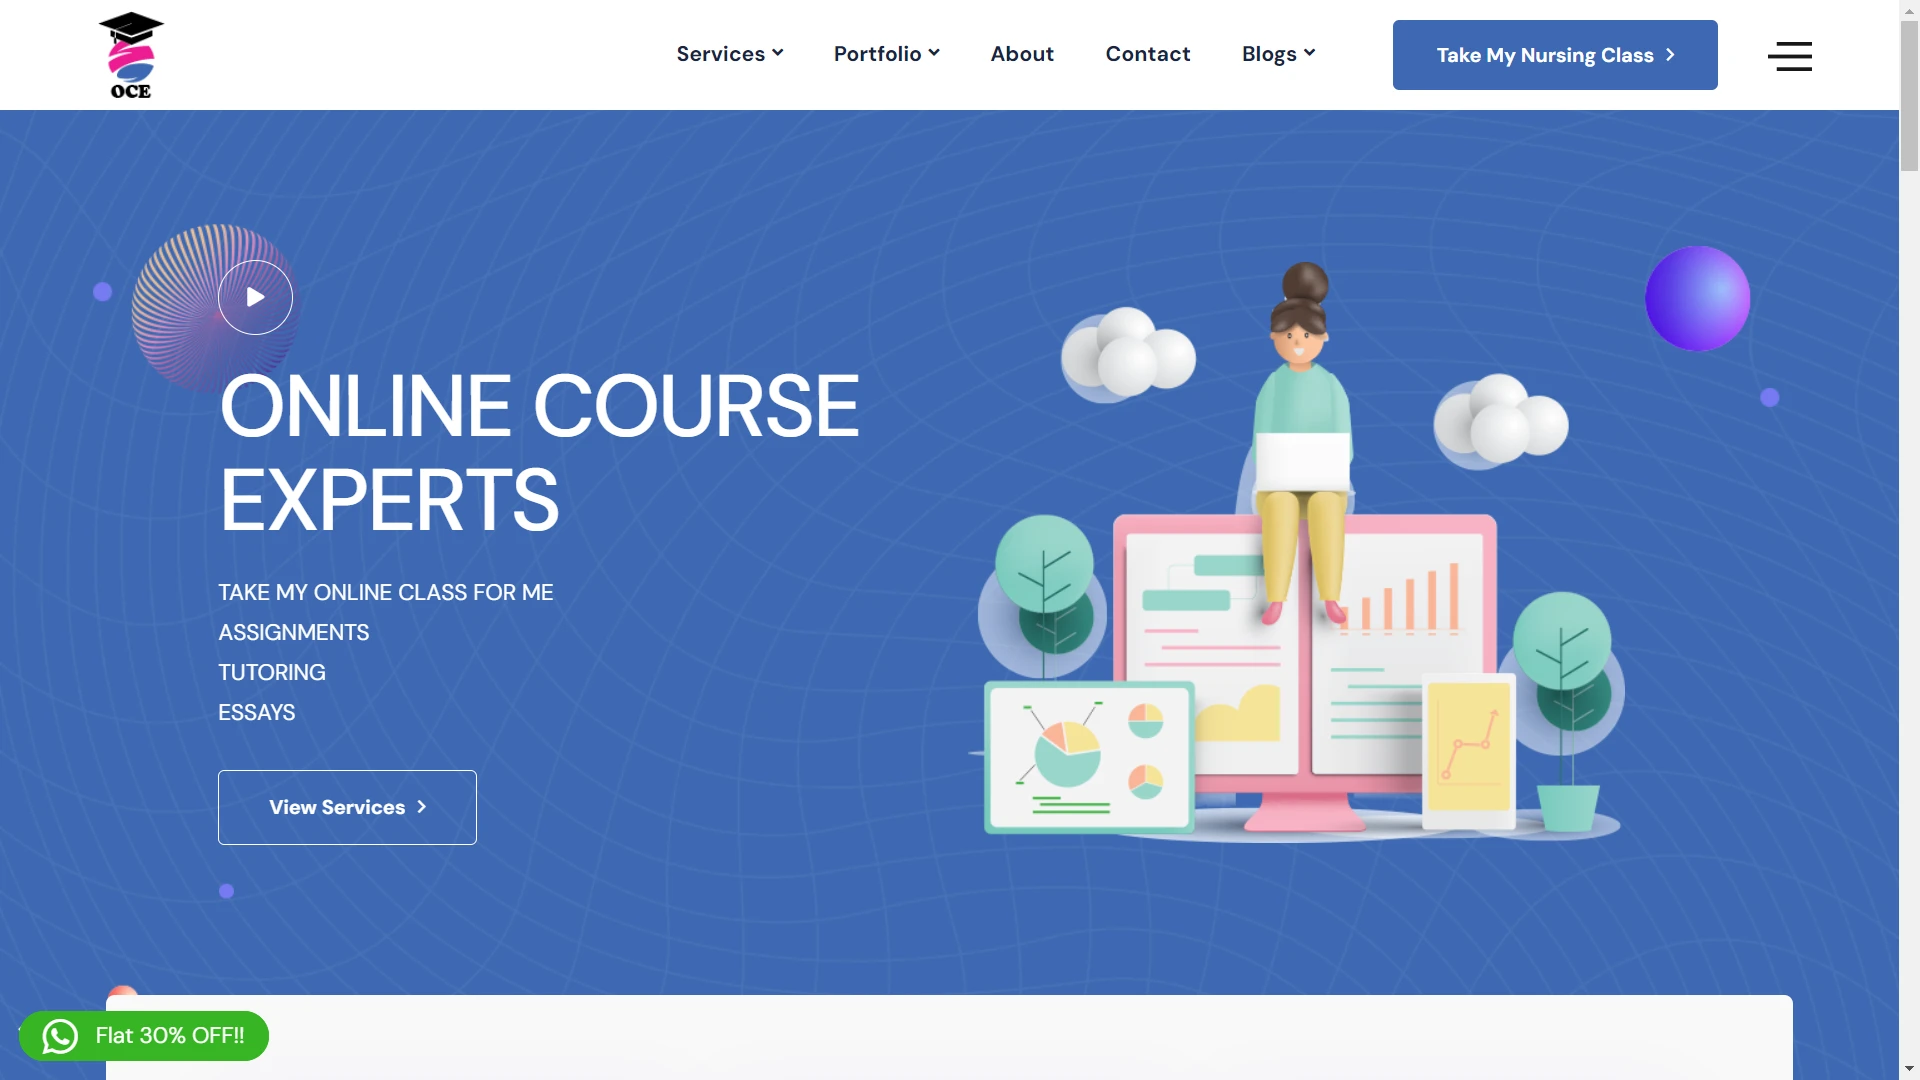 OCE
Services
Portfolio
About
Contact
Blogs
Take My Nursing Class
ONLINE COURSE
EXPERTS
TAKE MY ONLINE CLASS FOR ME
ASSIGNMENTS
TUTORING
ESSAYS
View Services
Flat 30% OFF!!